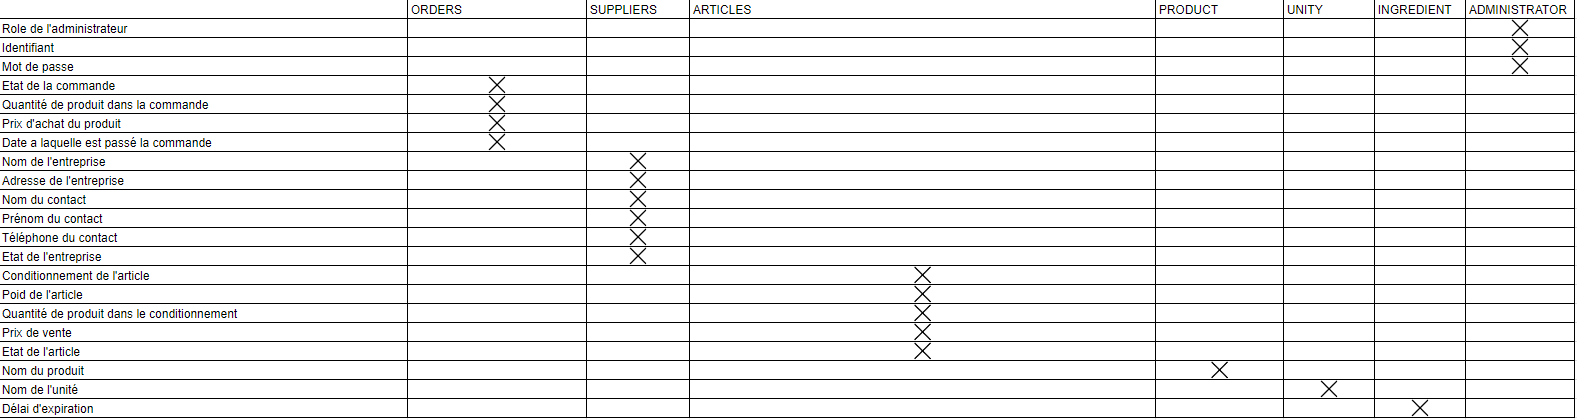 ORDERS SUPPLIERS ARTICLES PRODUCT UNITY INGREDIENT ADMINISTRATOR
Role de l'administrateur
Identifiant
Mot de passe
Etat de la commande
Quantité de produit dans la commande
Prix d'achat du produit
Date a laquelle est passé la commande
Nom de l'entreprise
Adresse de l'entreprise
Nom du contact
Prénom du contact
Téléphone du contact
Etat de l'entreprise
Conditionnement de l'article
Poid de l'article
Quantité de produit dans le conditionnement
Prix de vente
Etat de l'article
Nom du produit
Nom de l'unité
Délai d'expiration